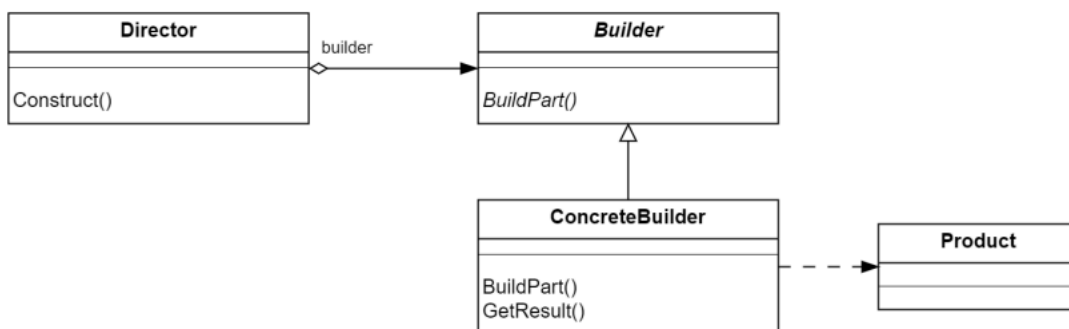 Director
builder
Builder
Construct()
BuildPart()
ConcreteBuilder
Product
BuildPart()
GetResult()